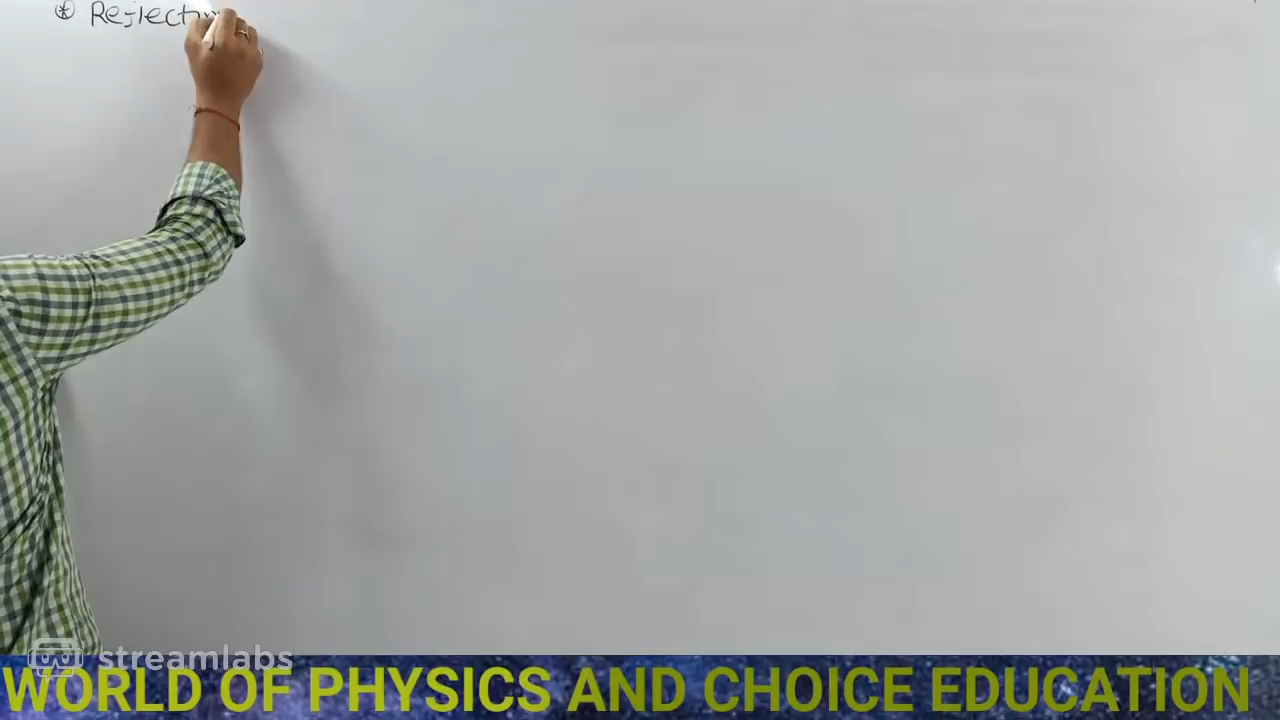 ⊛ Reflection
streamlabs
WORLD OF PHYSICS AND CHOICE EDUCATION